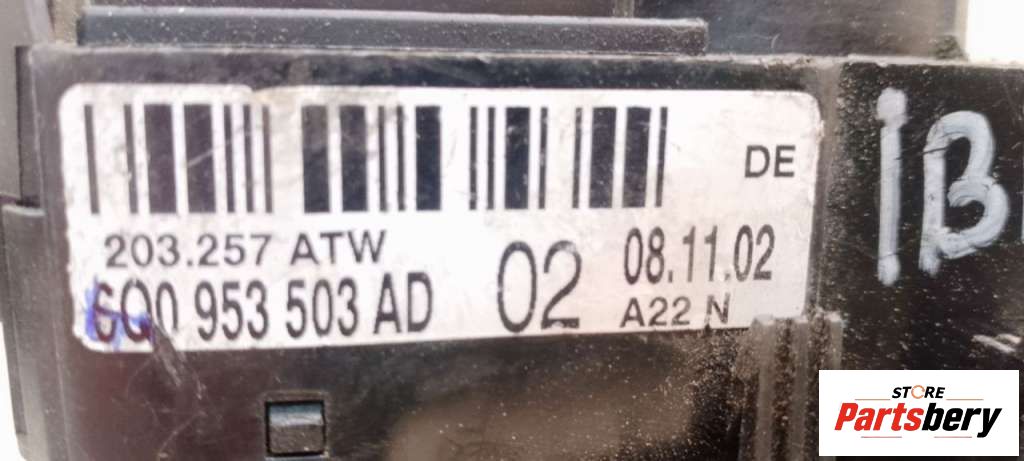 DE
203.257 ATW
6Q0 953 503 AD
02
08.11.02
A22 N
STORE
Partsbery